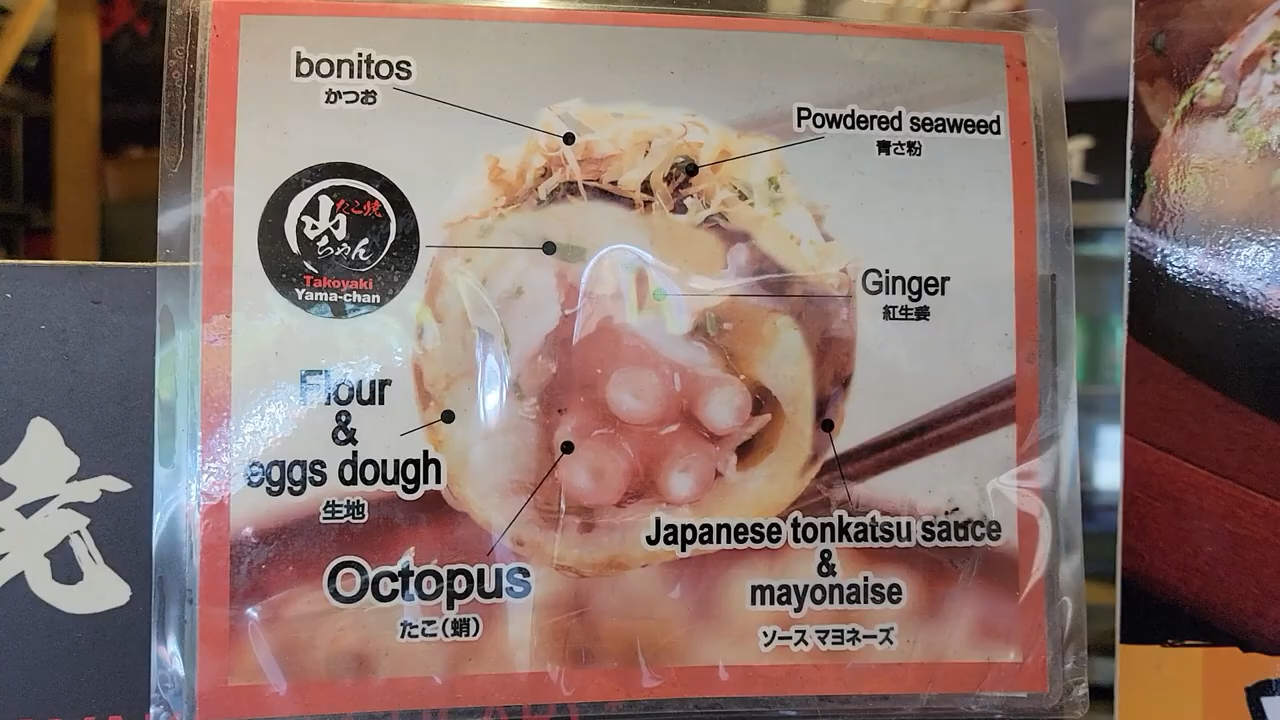 bonitos
かつお
Powdered seaweed
青さ粉
たこ焼
山
ちゃん
Takoyaki
Yama-chan
Ginger
紅生姜
Flour
&
eggs dough
生地
Octopus
たこ(蛸)
Japanese tonkatsu sauce
&
mayonaise
ソース マヨネーズ